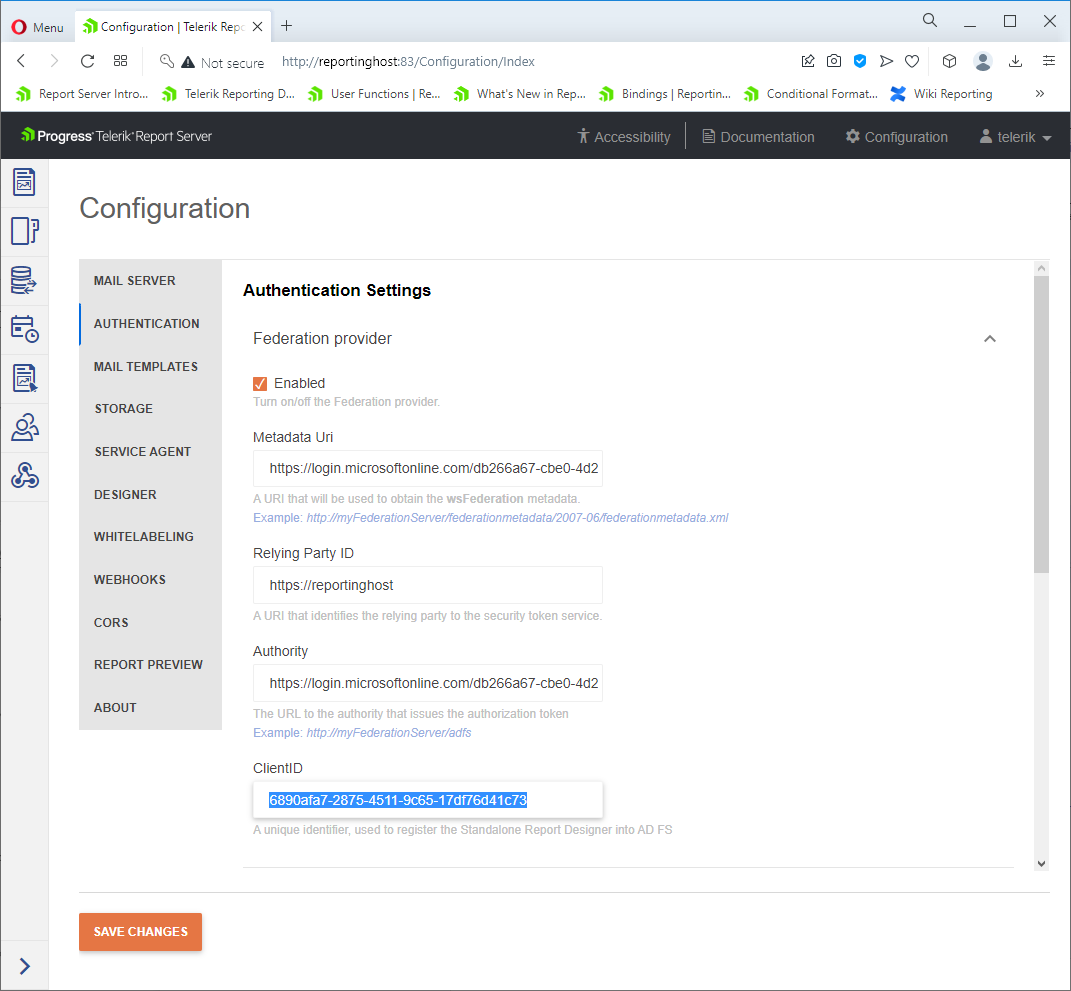 Menu
Configuration | Telerik Repo
Not secure
http://reportinghost:83/Configuration/Index
Report Server Intro...
Telerik Reporting D...
User Functions | Re...
What's New in Rep...
Bindings | Reportin...
Conditional Format...
Wiki Reporting
»
Progress® Telerik® Report Server
Accessibility
Documentation
Configuration
telerik
Configuration
MAIL SERVER
AUTHENTICATION
MAIL TEMPLATES
STORAGE
SERVICE AGENT
DESIGNER
WHITELABELING
WEBHOOKS
CORS
REPORT PREVIEW
ABOUT
Authentication Settings
Federation provider
Enabled
Turn on/off the Federation provider.
Metadata Uri
https://login.microsoftonline.com/db266a67-cbe0-4d2
A URI that will be used to obtain the wsFederation metadata.
Example: http://myFederationServer/federationmetadata/2007-06/federationmetadata.xml
Relying Party ID
https://reportinghost
A URI that identifies the relying party to the security token service.
Authority
https://login.microsoftonline.com/db266a67-cbe0-4d2
The URL to the authority that issues the authorization token
Example: http://myFederationServer/adfs
ClientID
6890afa7-2875-4511-9c65-17df76d41c73
A unique identifier, used to register the Standalone Report Designer into AD FS
SAVE CHANGES